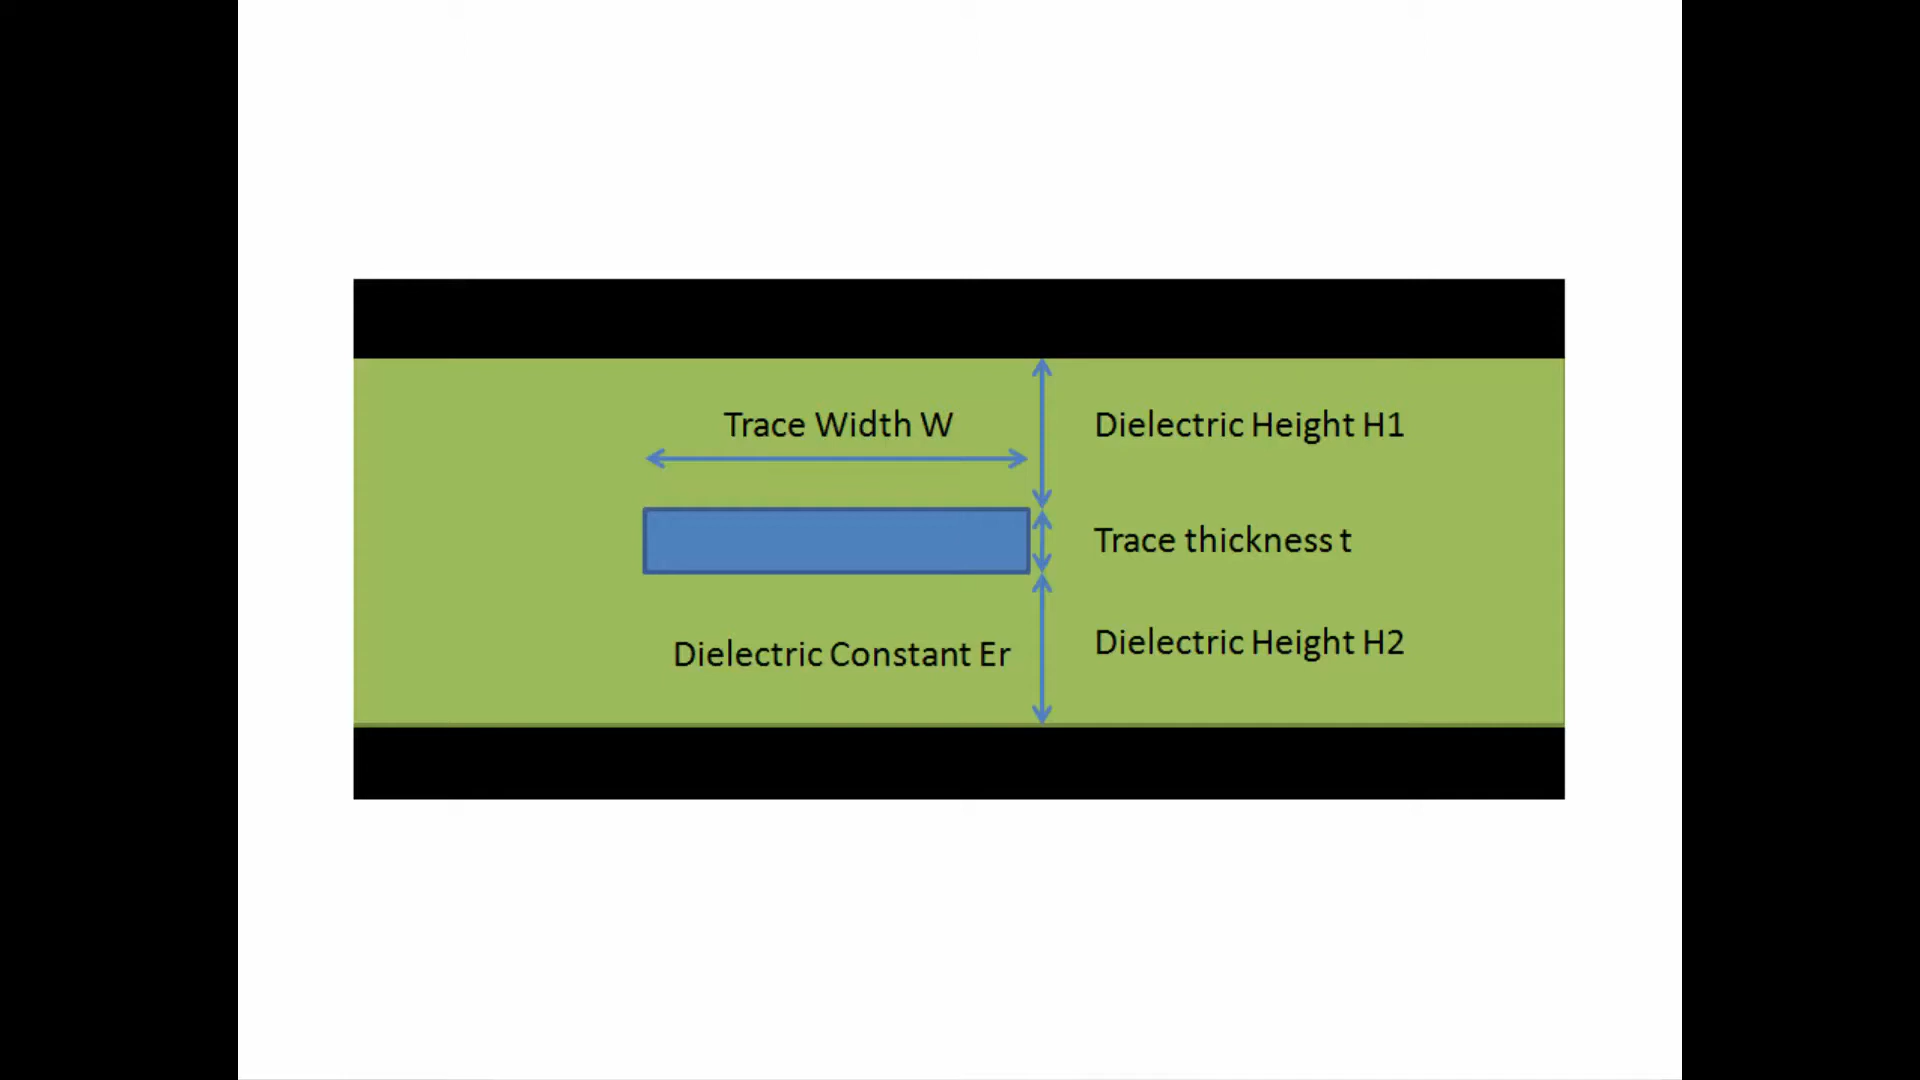 Trace Width W
Dielectric Height H1
Trace thickness t
Dielectric Height H2
Dielectric Constant Er